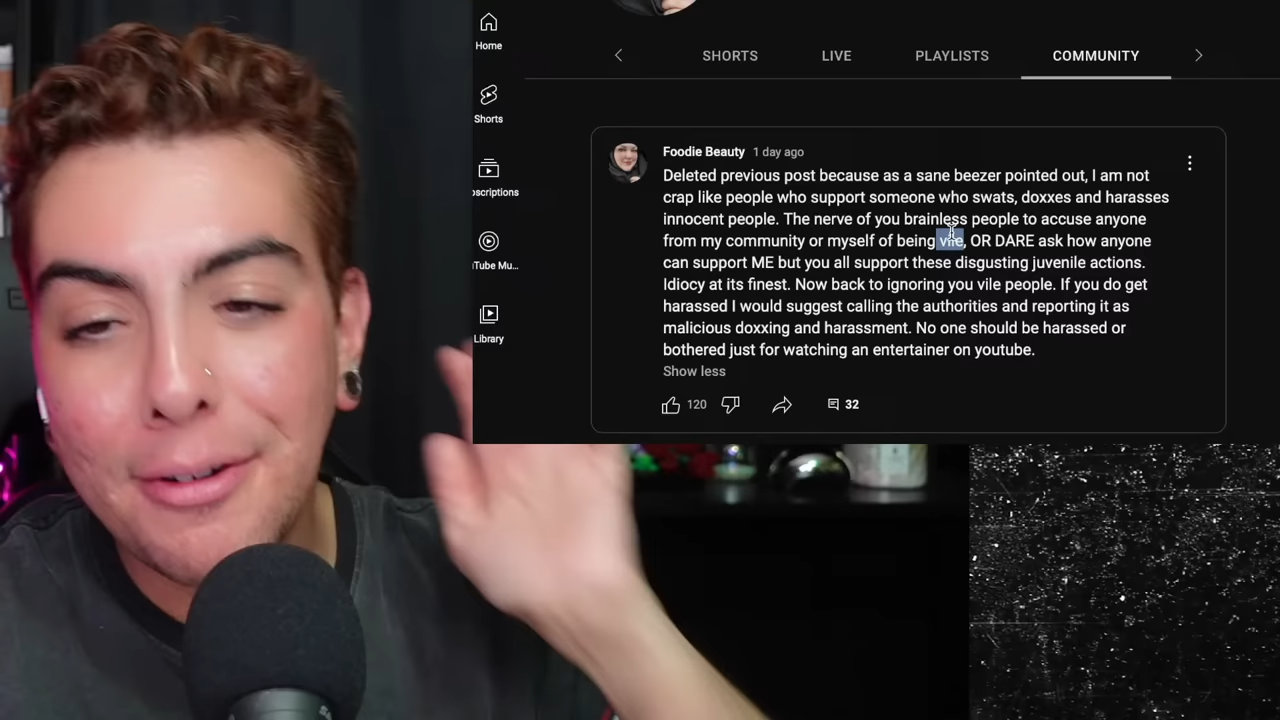 Home
SHORTS
LIVE
PLAYLISTS
COMMUNITY
Shorts
scriptions
Tube Mu...
Library
Foodie Beauty 1 day ago
Deleted previous post because as a sane beezer pointed out, I am not
crap like people who support someone who swats, doxxes and harasses
innocent people. The nerve of you brainless people to accuse anyone
from my community or myself of being vile, OR DARE ask how anyone
can support ME but you all support these disgusting juvenile actions.
Idiocy at its finest. Now back to ignoring you vile people. If you do get
harassed I would suggest calling the authorities and reporting it as
malicious doxxing and harassment. No one should be harassed or
bothered just for watching an entertainer on youtube.
Show less
120
32